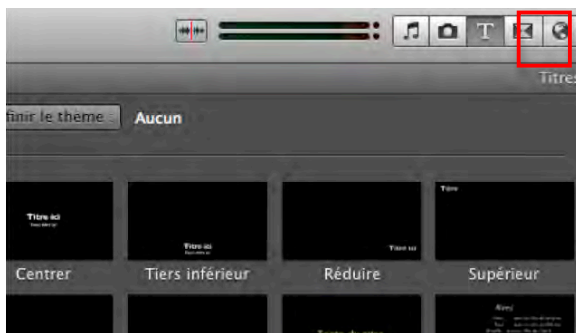 T
Titres
finir le thème
Aucun
Titre ici
Titre ici
Titre ici
Titre
Centrer
Tiers inférieur
Réduire
Supérieur